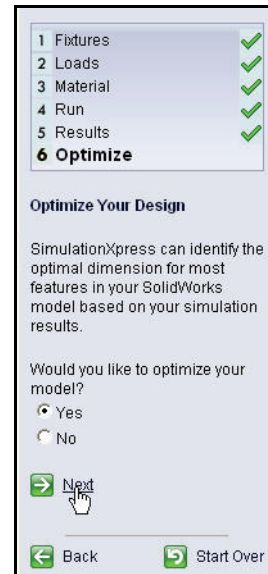 1 Fixtures
2 Loads
3 Material
4 Run
5 Results
6 Optimize
Optimize Your Design
SimulationXpress can identify the
optimal dimension for most
features in your SolidWorks
model based on your simulation
results.
Would you like to optimize your
model?
Yes
No
Next
Back Start Over